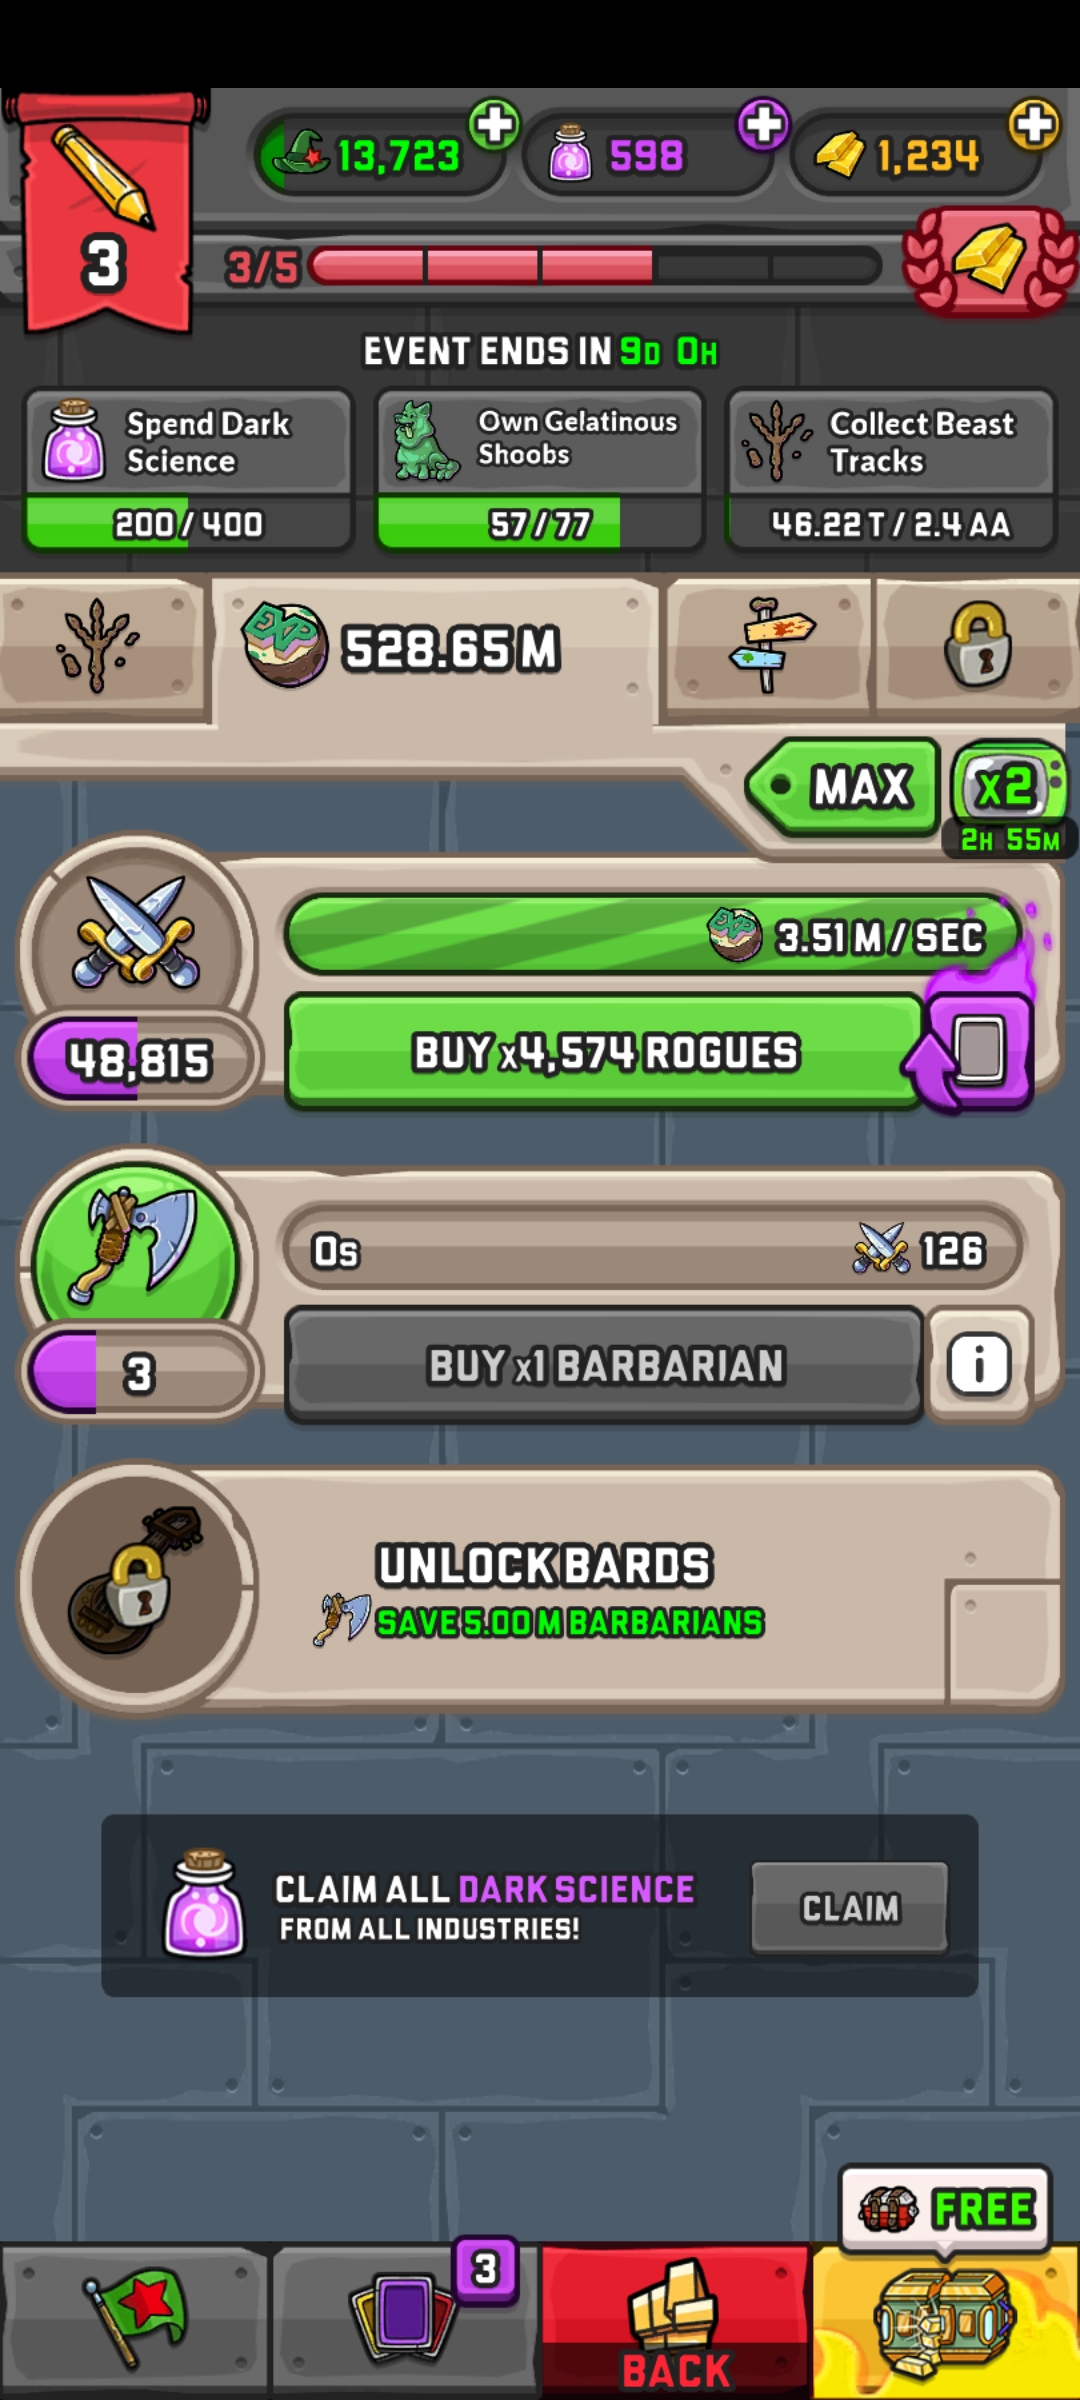 13,723
598
1,234
3
3/5
EVENT ENDS IN 9D 0H
Spend Dark
Science
200/400
Own Gelatinous
Shoobs
57/77
Collect Beast
Tracks
46.22 T / 2.4 AA
EXP
528.65 M
MAX
x2
2H 55M
EXP
3.51 M / SEC
48,815
BUY x4,574 ROGUES
0s
126
3
BUY x1 BARBARIAN
i
UNLOCK BARDS
SAVE 5.00 M BARBARIANS
CLAIM ALL DARK SCIENCE
FROM ALL INDUSTRIES!
CLAIM
FREE
3
BACK